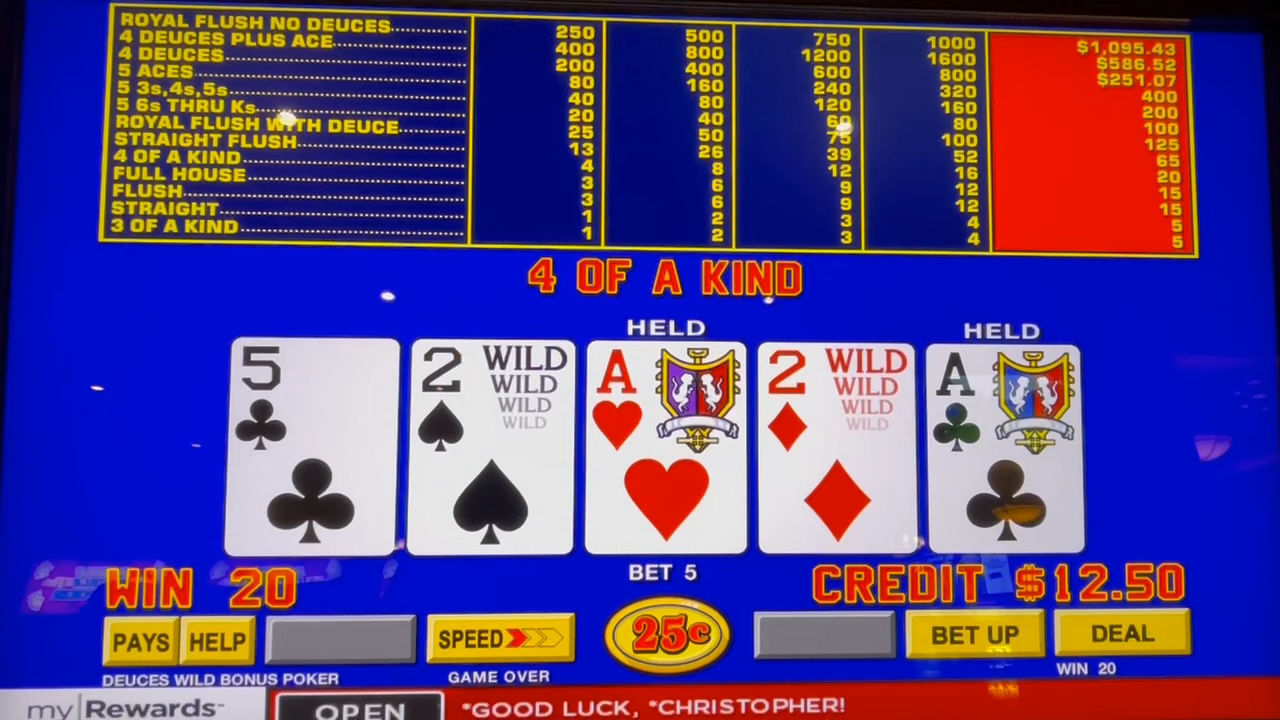 ROYAL FLUSH NO DEUCES 250 500 750 1000 $1,095.43
4 DEUCES PLUS ACE 400 800 1200 1600 $586.52
4 DEUCES 200 400 600 800 $251.07
5 ACES 80 160 240 320 400
5 3s,4s,5s 40 80 120 160 200
5 6s THRU Ks 20 40 60 80 100
ROYAL FLUSH WITH DEUCE 25 50 75 100 125
STRAIGHT FLUSH 13 26 39 52 65
4 OF A KIND 4 8 12 16 20
FULL HOUSE 3 6 9 12 15
FLUSH 3 6 9 12 15
STRAIGHT 1 2 3 4 5
3 OF A KIND 1 2 3 4 5
4 OF A KIND
HELD HELD
5 2 WILD A 2 WILD A
WILD WILD
WILD WILD
WILD WILD
BET 5
WIN 20 CREDIT $12.50
PAYS HELP SPEED 25¢ BET UP DEAL
DEUCES WILD BONUS POKER GAME OVER WIN 20
my|Rewards OPEN *GOOD LUCK, *CHRISTOPHER!